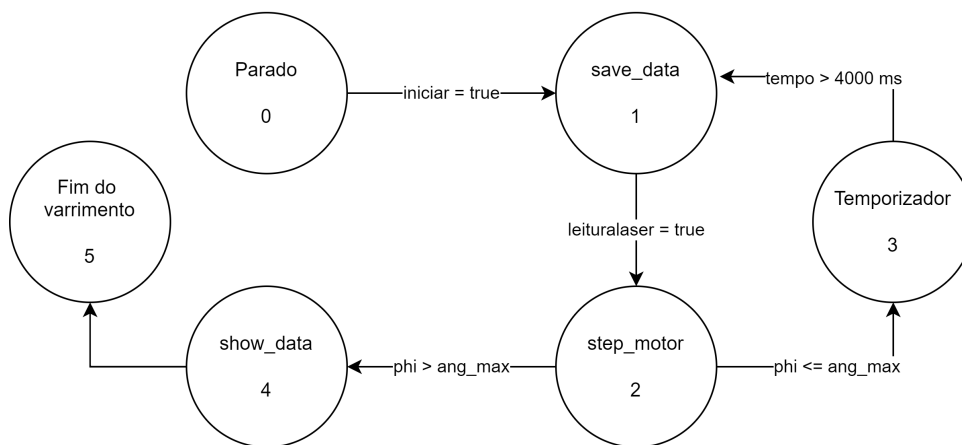 Parado
0
iniciar = true
save_data
1
tempo > 4000 ms
Temporizador
3
leituralaser = true
step_motor
2
phi <= ang_max
phi > ang_max
show_data
4
Fim do
varrimento
5